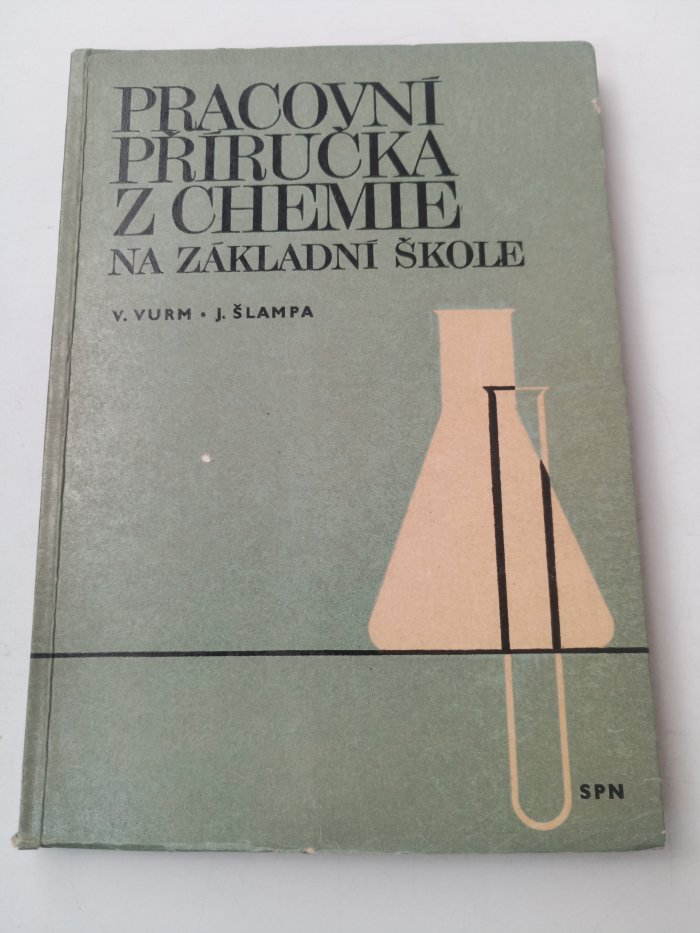 PRACOVNÍ
PŘÍRUČKA
Z CHEMIE
NA ZÁKLADNÍ ŠKOLE
V. VURM • J. ŠLAMPA
SPN